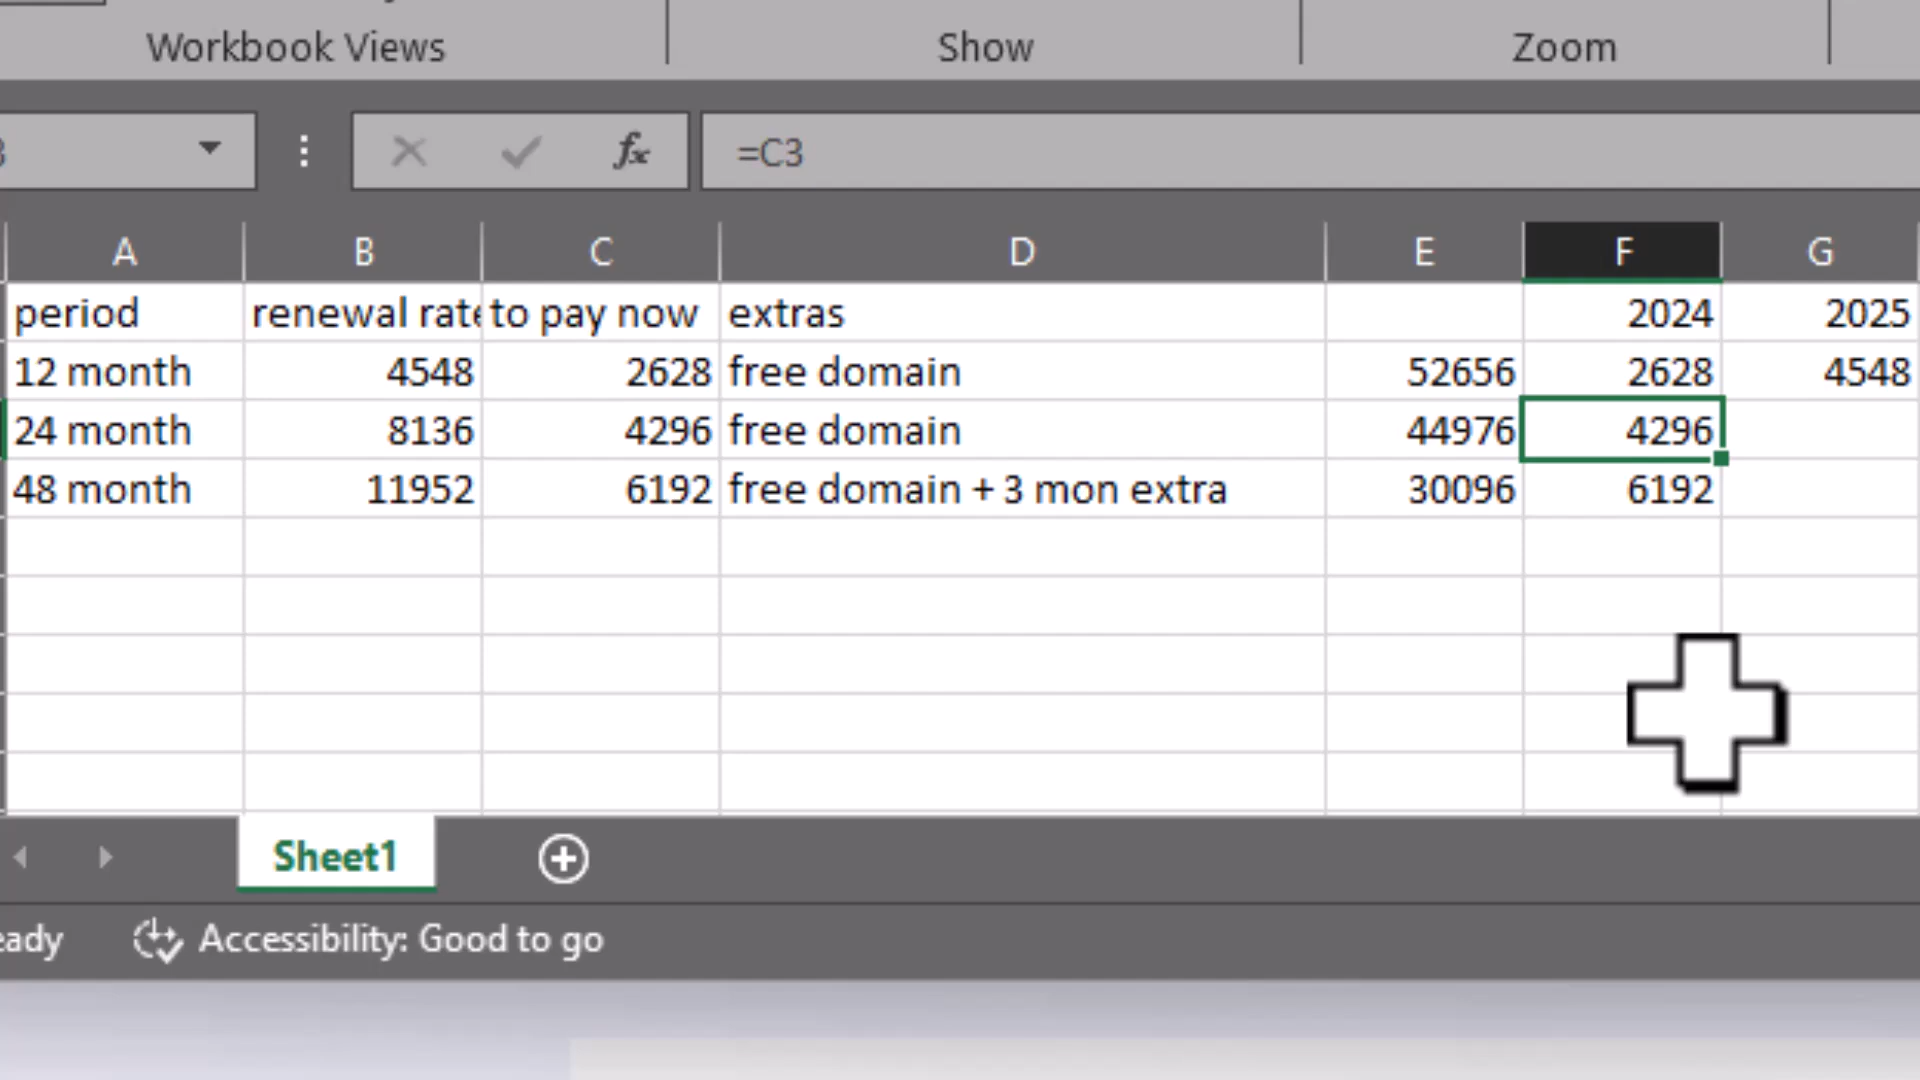 Workbook Views Show Zoom
fx =C3
A B C D E F G
period renewal rate to pay now extras 2024 2025
12 month 4548 2628 free domain 52656 2628 4548
24 month 8136 4296 free domain 44976 4296
48 month 11952 6192 free domain + 3 mon extra 30096 6192
Sheet1
eady Accessibility: Good to go